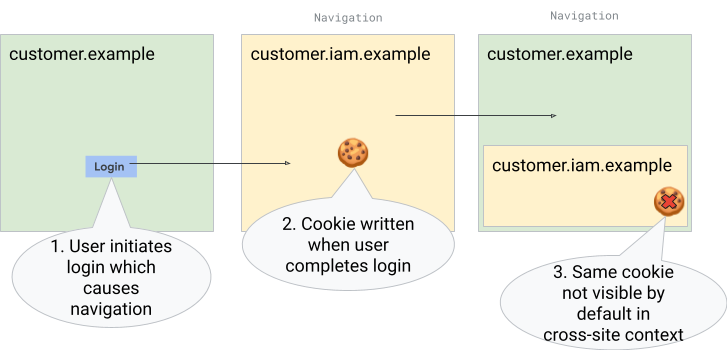 Navigation
Navigation
customer.example
customer.iam.example
customer.example
Login
customer.iam.example
1. User initiates
login which
causes
navigation
2. Cookie written
when user
completes login
3. Same cookie
not visible by
default in
cross-site context